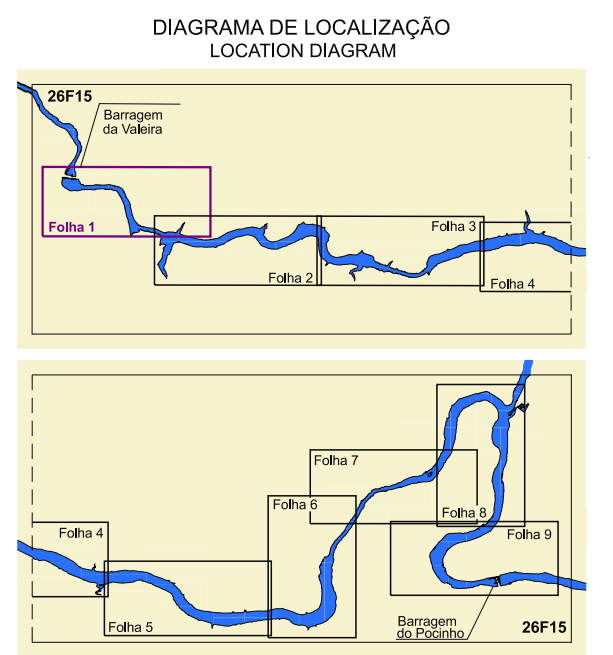 DIAGRAMA DE LOCALIZAÇÃO
LOCATION DIAGRAM
26F15
Barragem
da Valeira
Folha 1
Folha 2
Folha 3
Folha 4
Folha 7
Folha 6
Folha 8
Folha 4
Folha 9
Folha 5
Barragem
do Pocinho
26F15